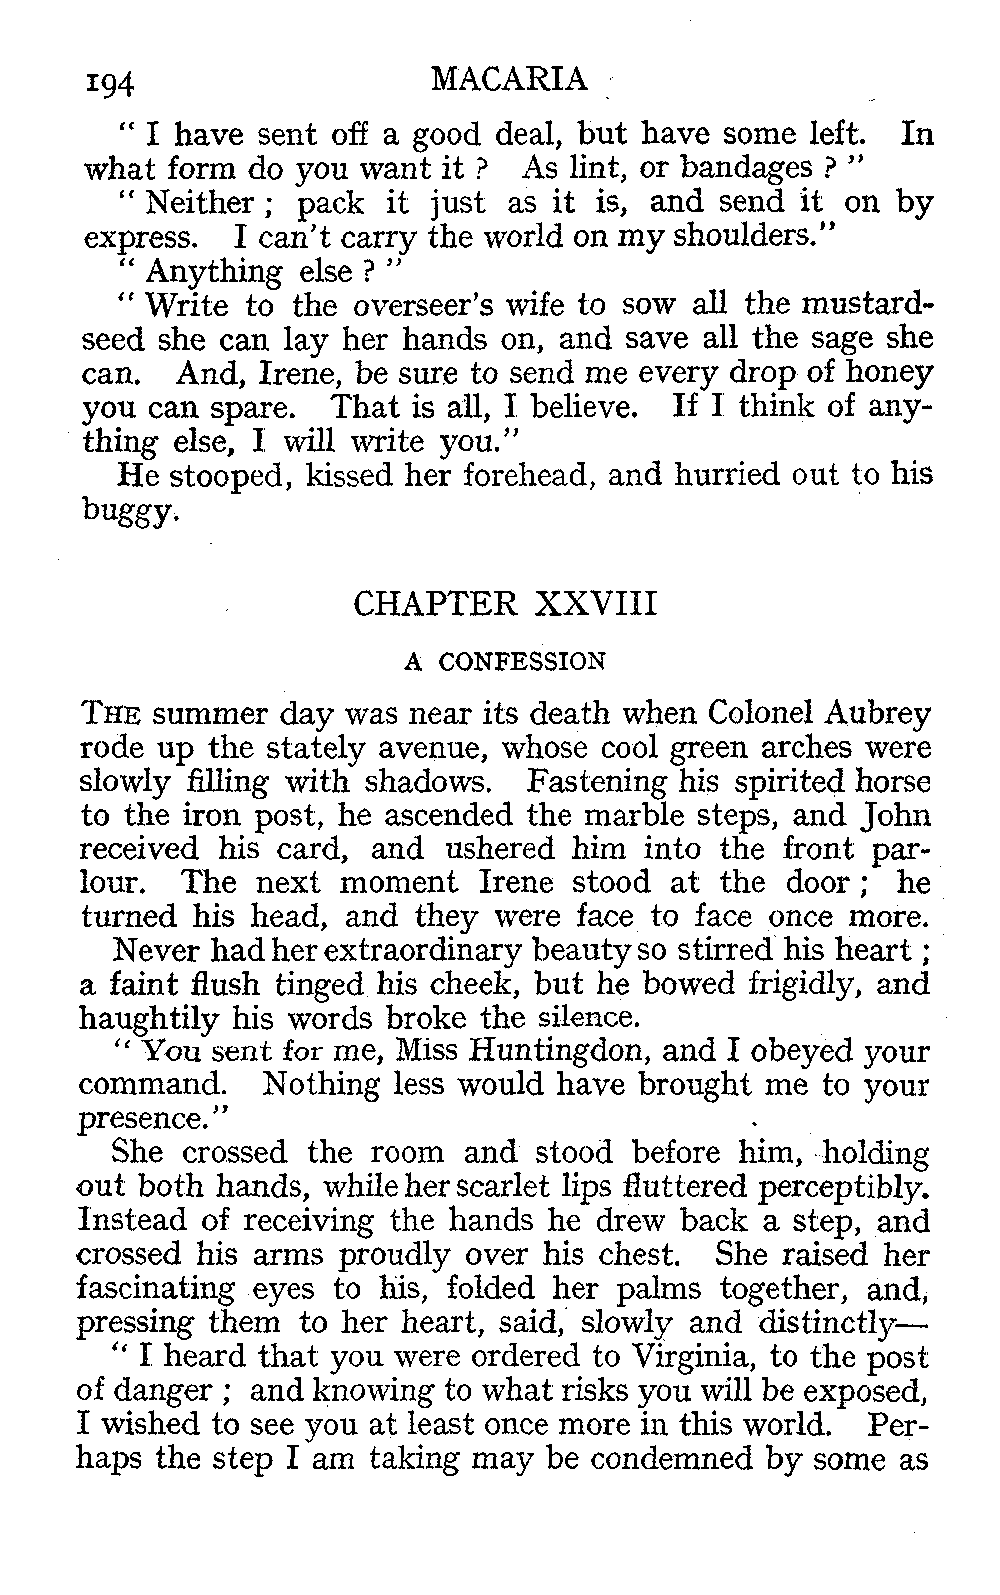 194 MACARIA
“ I have sent off a good deal, but have some left. In
what form do you want it ? As lint, or bandages ? ”
“ Neither ; pack it just as it is, and send it on by
express. I can't carry the world on my shoulders.”
“ Anything else ? ”
“ Write to the overseer's wife to sow all the mustard-
seed she can lay her hands on, and save all the sage she
can. And, Irene, be sure to send me every drop of honey
you can spare. That is all, I believe. If I think of any-
thing else, I will write you.”
He stooped, kissed her forehead, and hurried out to his
buggy.
CHAPTER XXVIII
A CONFESSION
THE summer day was near its death when Colonel Aubrey
rode up the stately avenue, whose cool green arches were
slowly filling with shadows. Fastening his spirited horse
to the iron post, he ascended the marble steps, and John
received his card, and ushered him into the front par-
lour. The next moment Irene stood at the door ; he
turned his head, and they were face to face once more.
Never had her extraordinary beauty so stirred his heart ;
a faint flush tinged his cheek, but he bowed frigidly, and
haughtily his words broke the silence.
“ You sent for me, Miss Huntingdon, and I obeyed your
command. Nothing less would have brought me to your
presence.”
She crossed the room and stood before him, holding
out both hands, while her scarlet lips fluttered perceptibly.
Instead of receiving the hands he drew back a step, and
crossed his arms proudly over his chest. She raised her
fascinating eyes to his, folded her palms together, and,
pressing them to her heart, said, slowly and distinctly—
“ I heard that you were ordered to Virginia, to the post
of danger ; and knowing to what risks you will be exposed,
I wished to see you at least once more in this world. Per-
haps the step I am taking may be condemned by some as